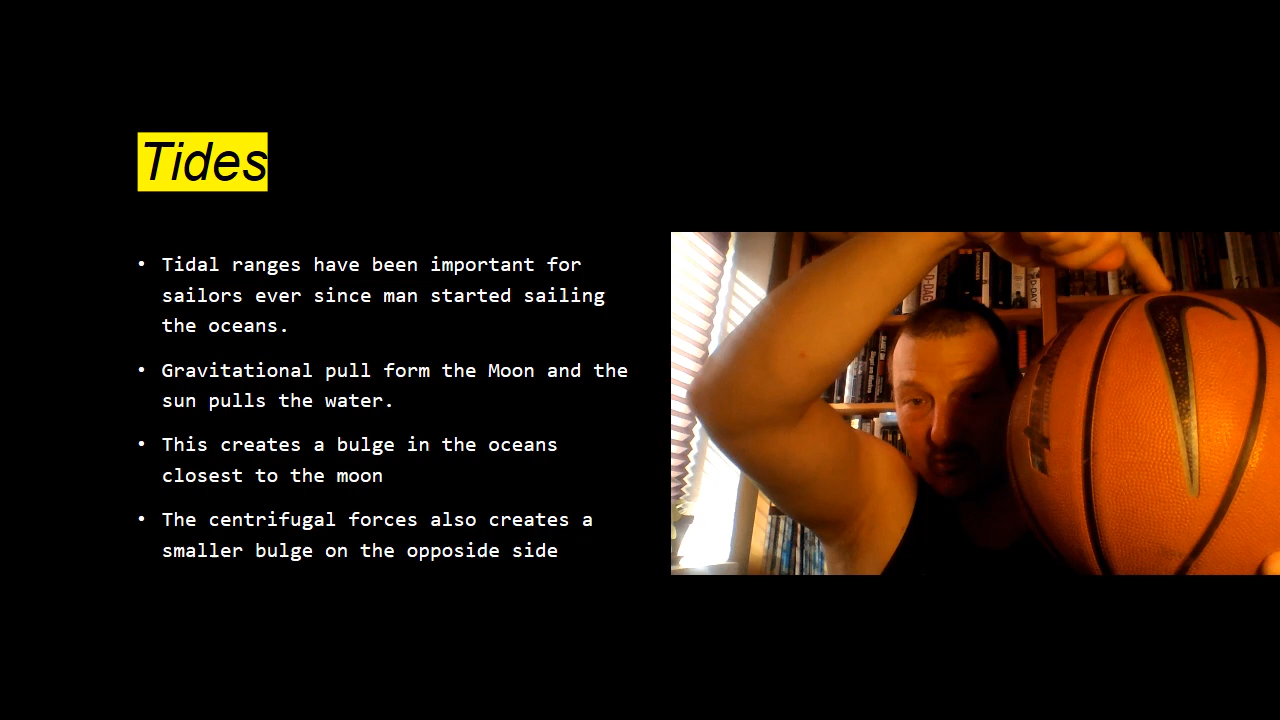 Tides
• Tidal ranges have been important for
sailors ever since man started sailing
the oceans.
• Gravitational pull form the Moon and the
sun pulls the water.
• This creates a bulge in the oceans
closest to the moon
• The centrifugal forces also creates a
smaller bulge on the opposide side
D-DAY